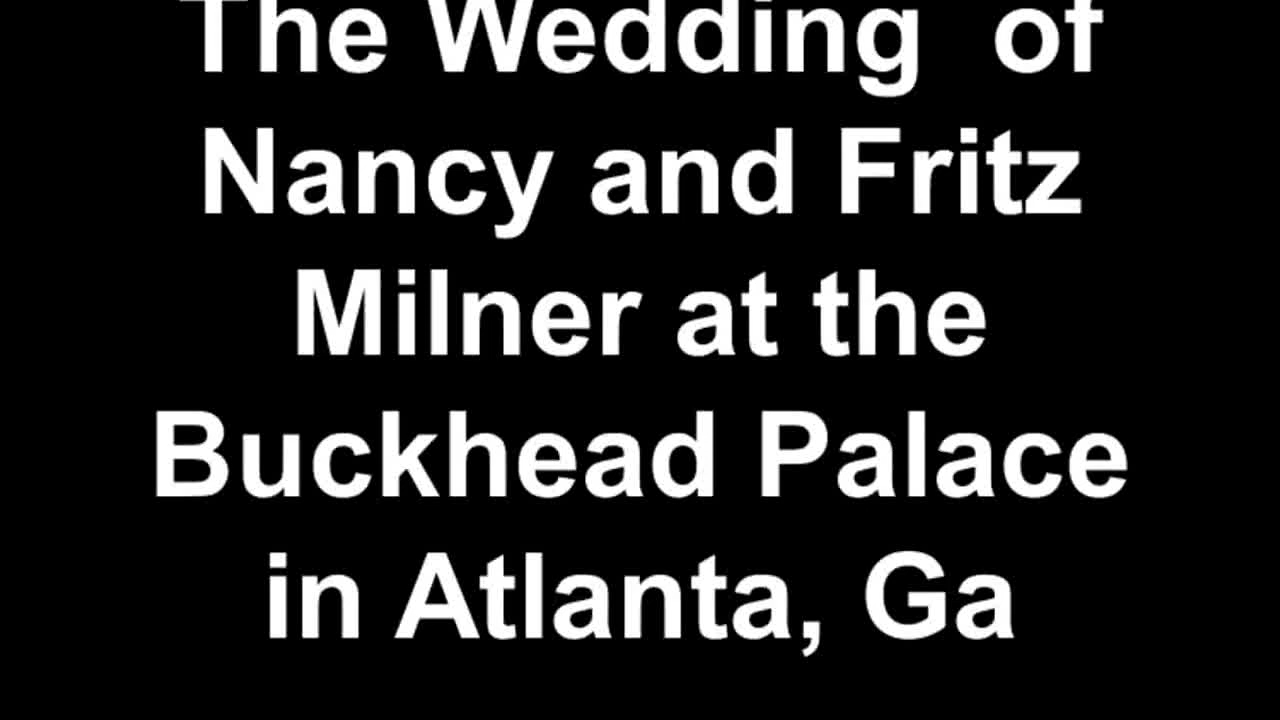 The Wedding  of
Nancy and Fritz
Milner at the
Buckhead Palace
in Atlanta, Ga